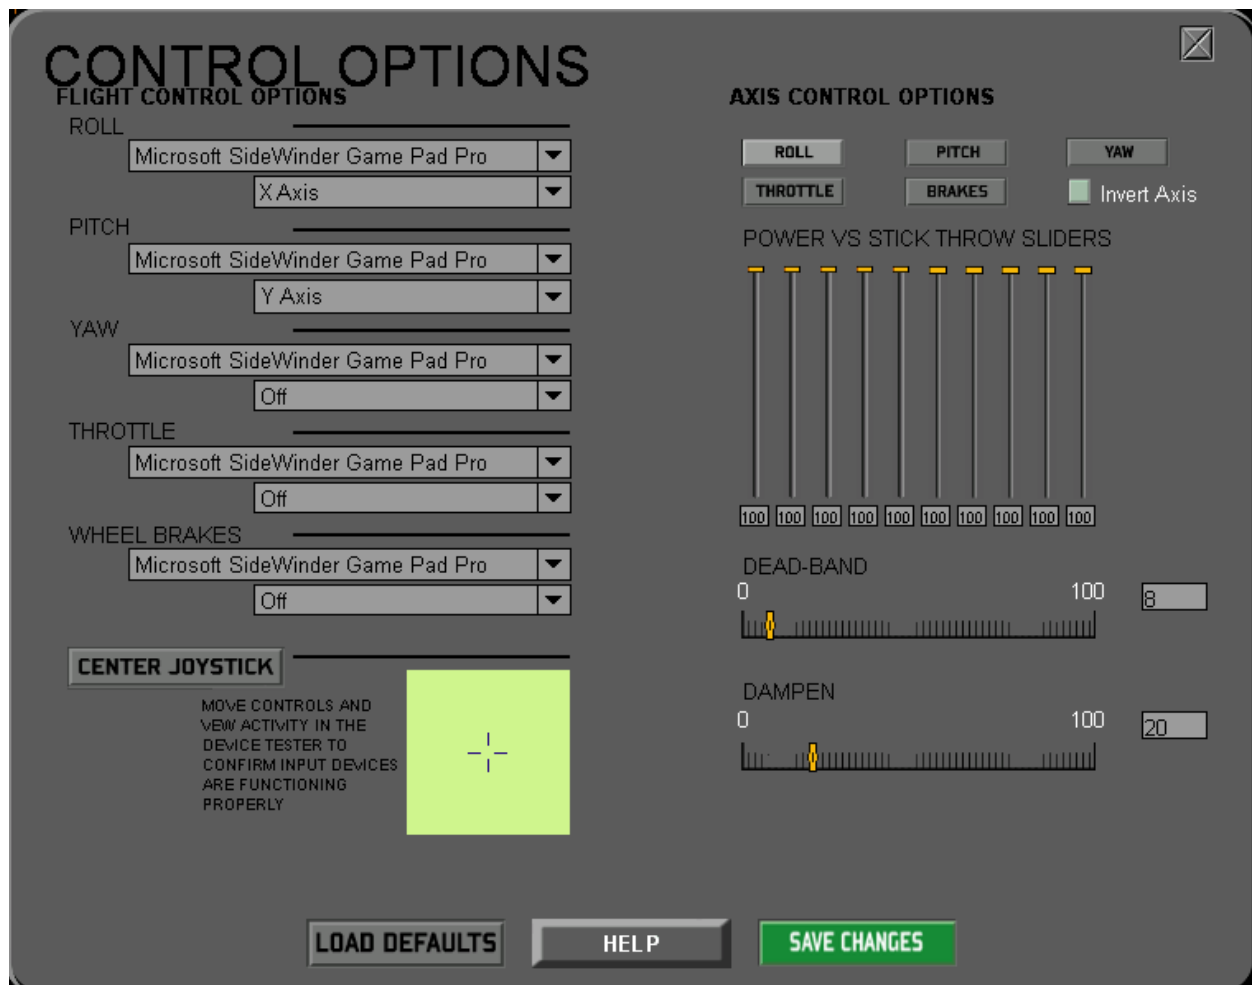 CONTROL OPTIONS
FLIGHT CONTROL OPTIONS
ROLL
Microsoft SideWinder Game Pad Pro
X Axis
PITCH
Microsoft SideWinder Game Pad Pro
Y Axis
YAW
Microsoft SideWinder Game Pad Pro
Off
THROTTLE
Microsoft SideWinder Game Pad Pro
Off
WHEEL BRAKES
Microsoft SideWinder Game Pad Pro
Off
CENTER JOYSTICK
MOVE CONTROLS AND
VEW ACTIVITY IN THE
DEVICE TESTER TO
CONFIRM INPUT DEVICES
ARE FUNCTIONING
PROPERLY
AXIS CONTROL OPTIONS
ROLL PITCH YAW
THROTTLE BRAKES Invert Axis
POWER VS STICK THROW SLIDERS
100 100 100 100 100 100 100 100 100 100
DEAD-BAND
0 100 8
DAMPEN
0 100 20
LOAD DEFAULTS HELP SAVE CHANGES